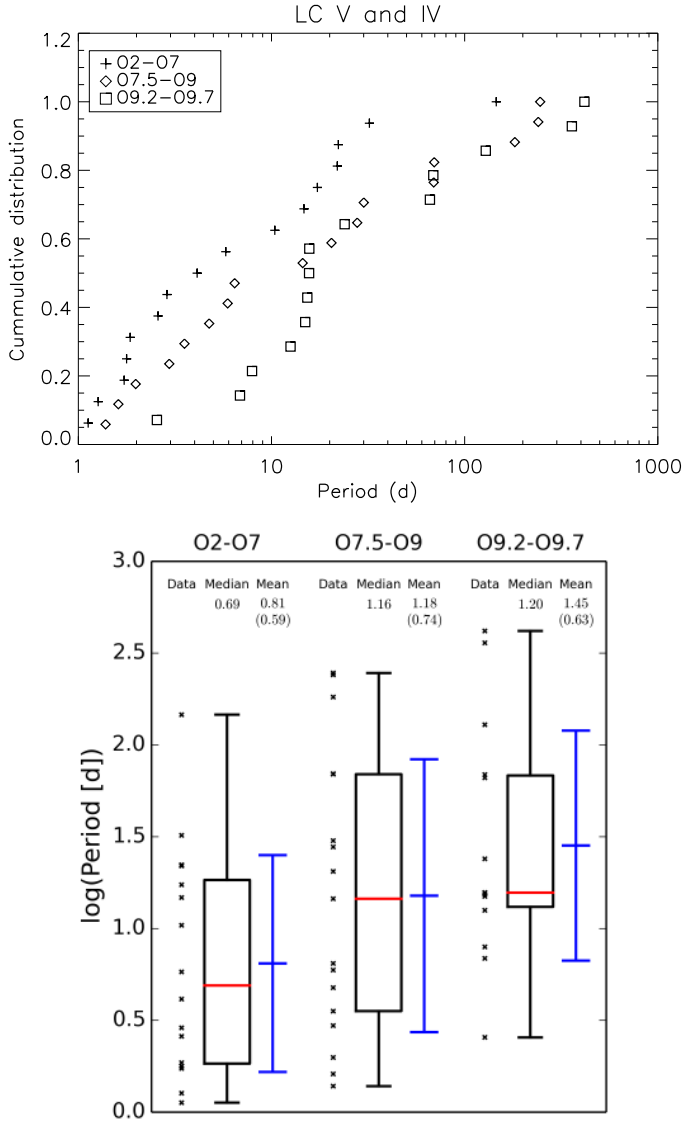 LC V and IV
1.2
O2-O7
O7.5-O9
O9.2-O9.7
1.0
0.8
0.6
0.4
0.2
0.0
Cummulative distribution
1 10 100 1000
Period (d)
O2-O7 O7.5-O9 O9.2-O9.7
3.0
Data Median Mean Data Median Mean Data Median Mean
0.69 0.81 1.16 1.18 1.20 1.45
(0.59) (0.74) (0.63)
2.5
2.0
1.5
1.0
0.5
0.0
log(Period [d])